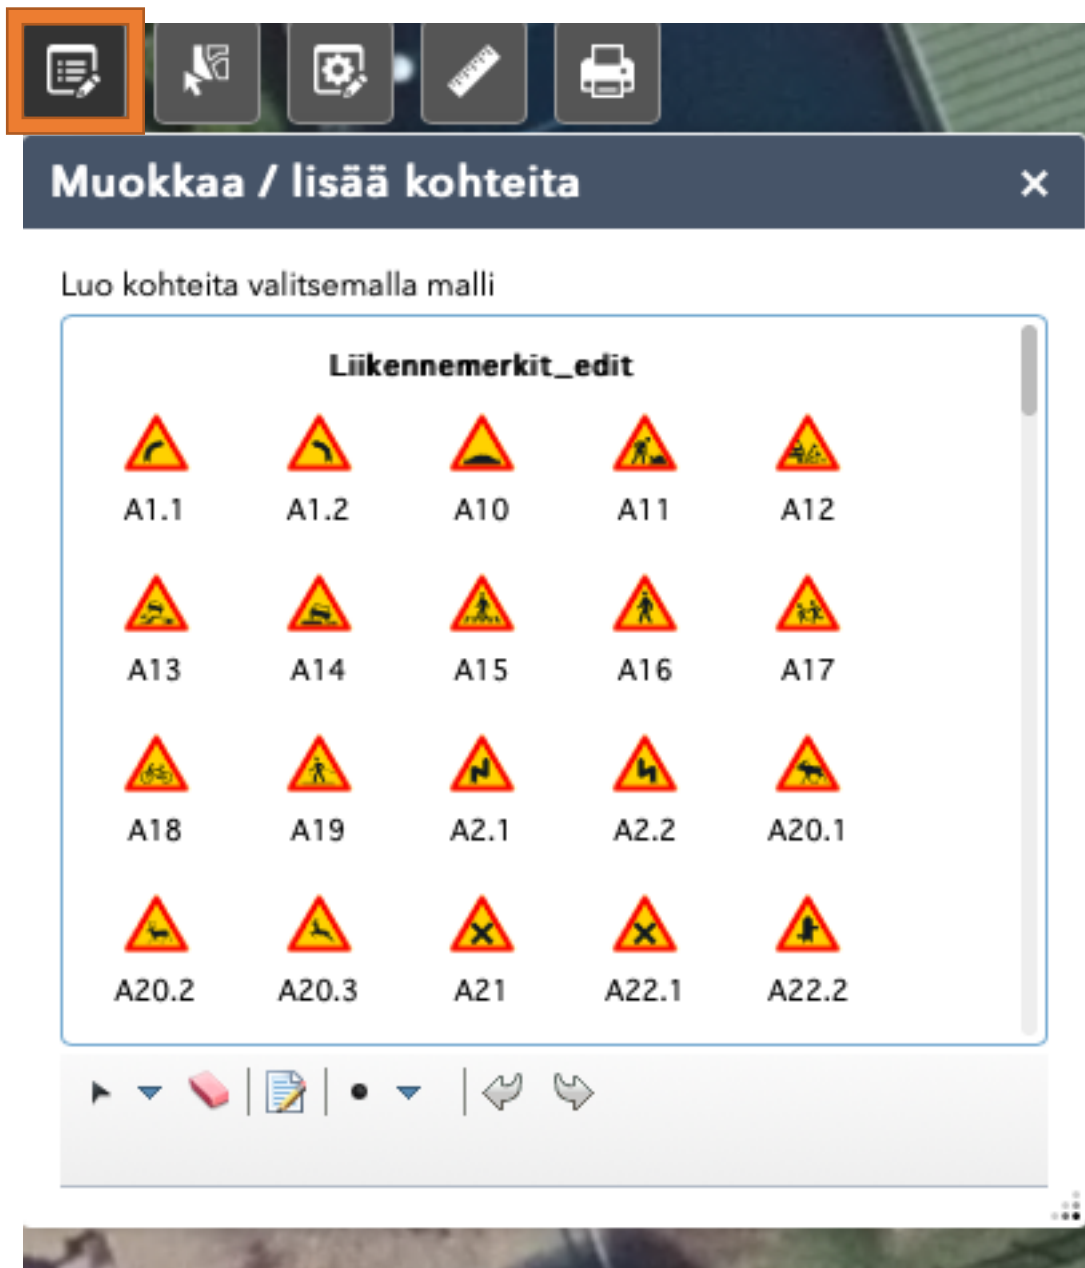 Muokkaa / lisää kohteita
Luo kohteita valitsemalla malli
Liikennemerkit_edit
A1.1 A1.2 A10 A11 A12
A13 A14 A15 A16 A17
A18 A19 A2.1 A2.2 A20.1
A20.2 A20.3 A21 A22.1 A22.2